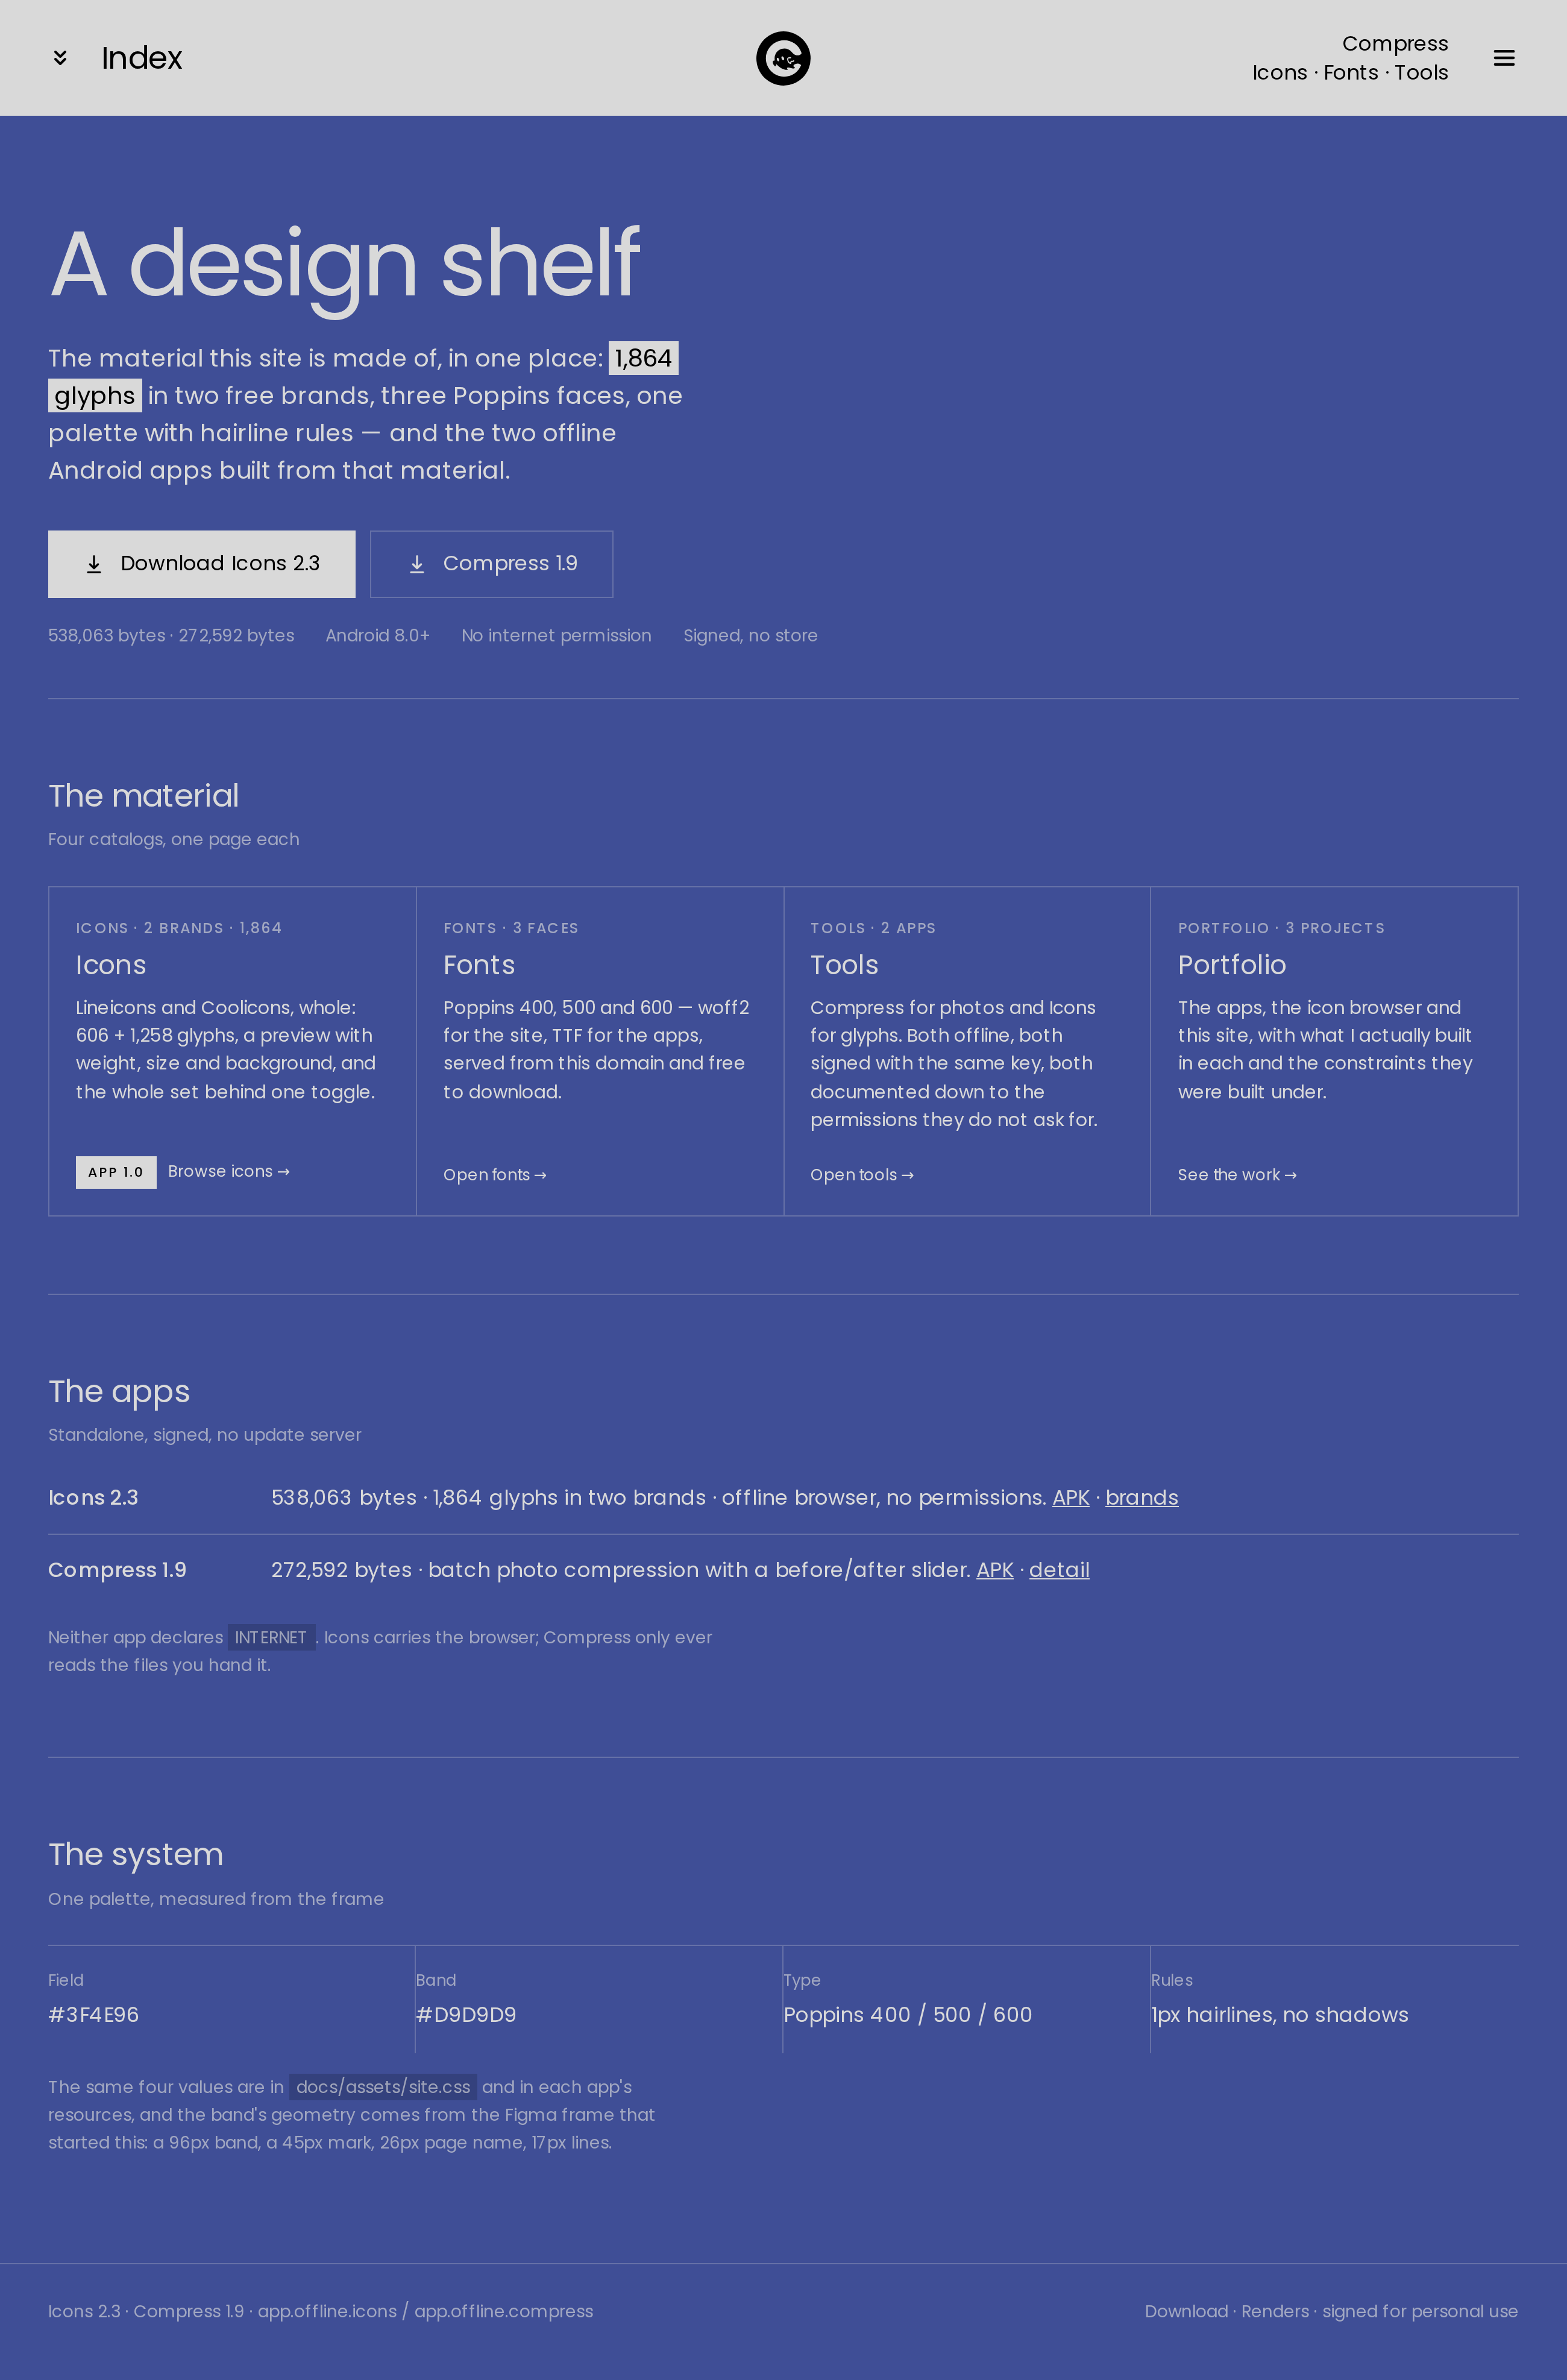 Index
Compress
Icons · Fonts · Tools
A design shelf
The material this site is made of, in one place: 1,864
glyphs in two free brands, three Poppins faces, one
palette with hairline rules — and the two offline
Android apps built from that material.
Download Icons 2.3
Compress 1.9
538,063 bytes · 272,592 bytes Android 8.0+ No internet permission Signed, no store
The material
Four catalogs, one page each
ICONS · 2 BRANDS · 1,864
Icons
Lineicons and Coolicons, whole:
606 + 1,258 glyphs, a preview with
weight, size and background, and
the whole set behind one toggle.
APP 1.0 Browse icons →
FONTS · 3 FACES
Fonts
Poppins 400, 500 and 600 — woff2
for the site, TTF for the apps,
served from this domain and free
to download.
Open fonts →
TOOLS · 2 APPS
Tools
Compress for photos and Icons
for glyphs. Both offline, both
signed with the same key, both
documented down to the
permissions they do not ask for.
Open tools →
PORTFOLIO · 3 PROJECTS
Portfolio
The apps, the icon browser and
this site, with what I actually built
in each and the constraints they
were built under.
See the work →
The apps
Standalone, signed, no update server
Icons 2.3 538,063 bytes · 1,864 glyphs in two brands · offline browser, no permissions. APK · brands
Compress 1.9 272,592 bytes · batch photo compression with a before/after slider. APK · detail
Neither app declares INTERNET . Icons carries the browser; Compress only ever
reads the files you hand it.
The system
One palette, measured from the frame
Field
#3F4E96
Band
#D9D9D9
Type
Poppins 400 / 500 / 600
Rules
1px hairlines, no shadows
The same four values are in docs/assets/site.css and in each app's
resources, and the band's geometry comes from the Figma frame that
started this: a 96px band, a 45px mark, 26px page name, 17px lines.
Icons 2.3 · Compress 1.9 · app.offline.icons / app.offline.compress
Download · Renders · signed for personal use